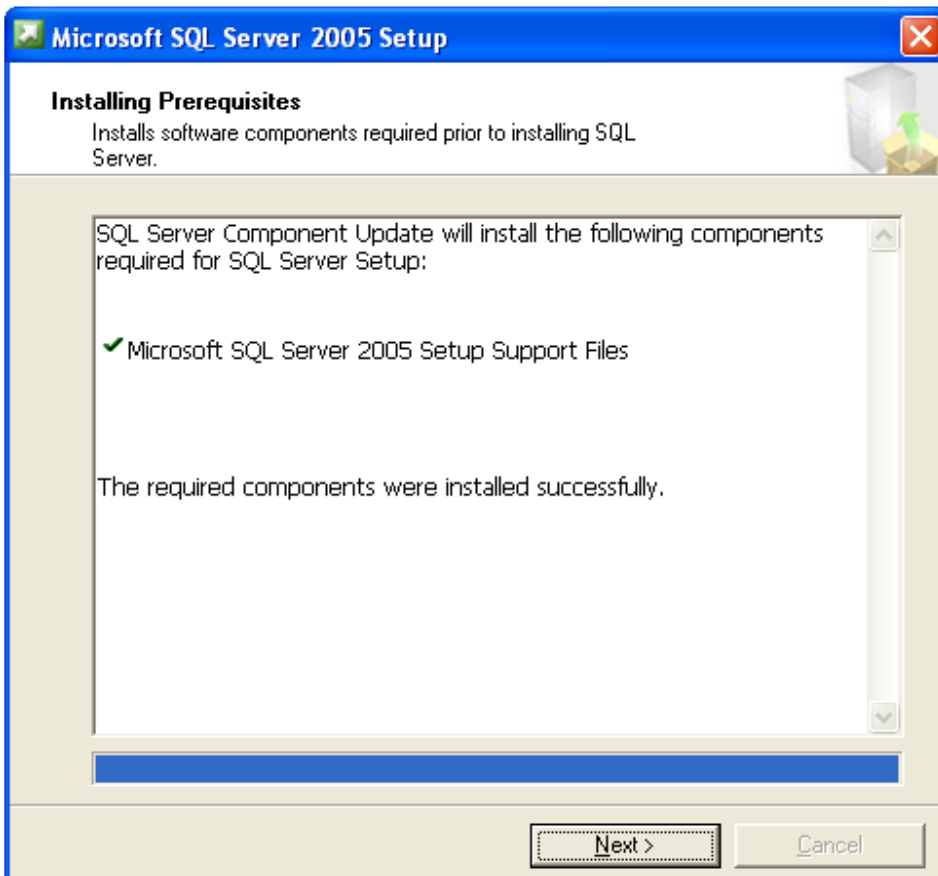 Microsoft SQL Server 2005 Setup
Installing Prerequisites
Installs software components required prior to installing SQL
Server.
SQL Server Component Update will install the following components
required for SQL Server Setup:
Microsoft SQL Server 2005 Setup Support Files
The required components were installed successfully.
Next >
Cancel